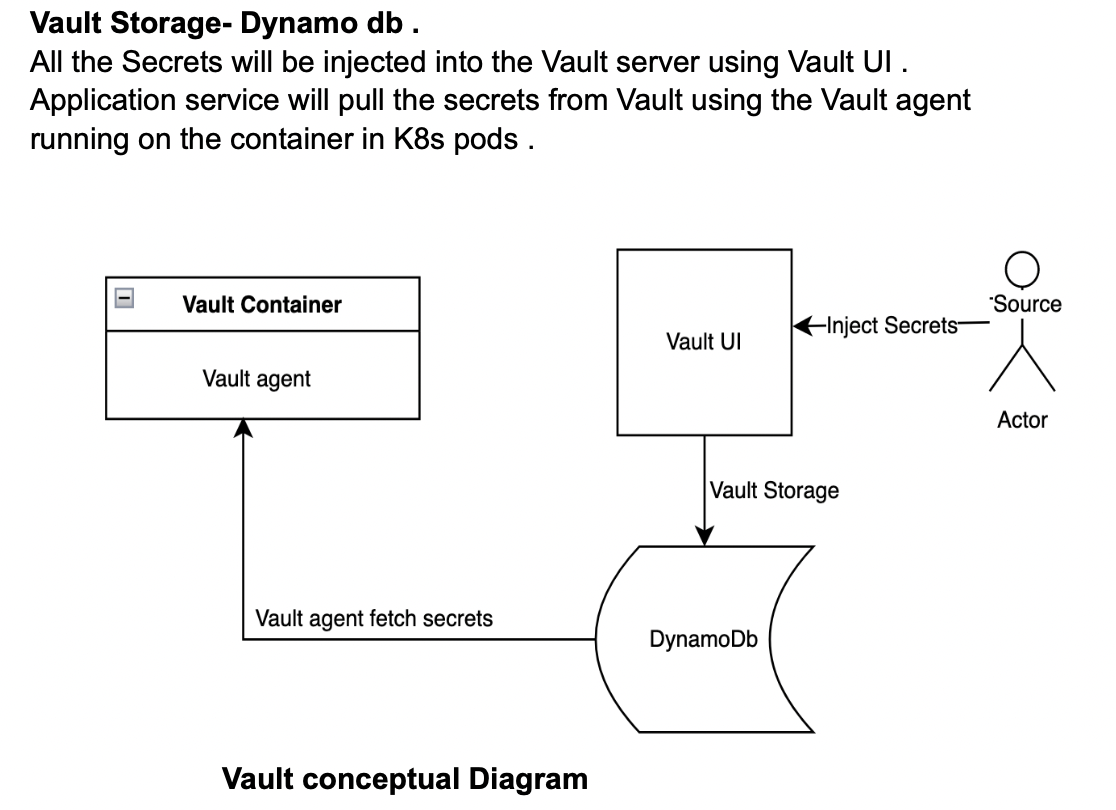 Vault Storage- Dynamo db .
All the Secrets will be injected into the Vault server using Vault UI .
Application service will pull the secrets from Vault using the Vault agent
running on the container in K8s pods .
Vault Container
Vault agent
Vault UI
Inject Secrets
Source
Actor
Vault Storage
Vault agent fetch secrets
DynamoDb
Vault conceptual Diagram